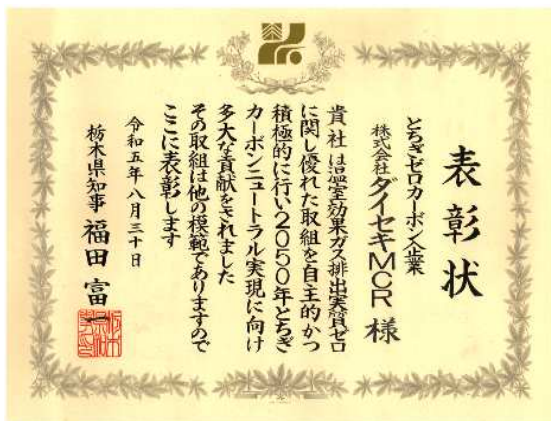 表彰状
とちぎゼロカーボン企業
株式会社ダイセキMCR 様
貴社は温室効果ガス排出実質ゼロ
に関し優れた取組を自主的かつ
積極的に行い2050年とちぎ
カーボンニュートラル実現に向け
多大な貢献をされました
その取組は他の模範でありますので
ここに表彰します
令和五年八月三十日
栃木県知事 福田富一